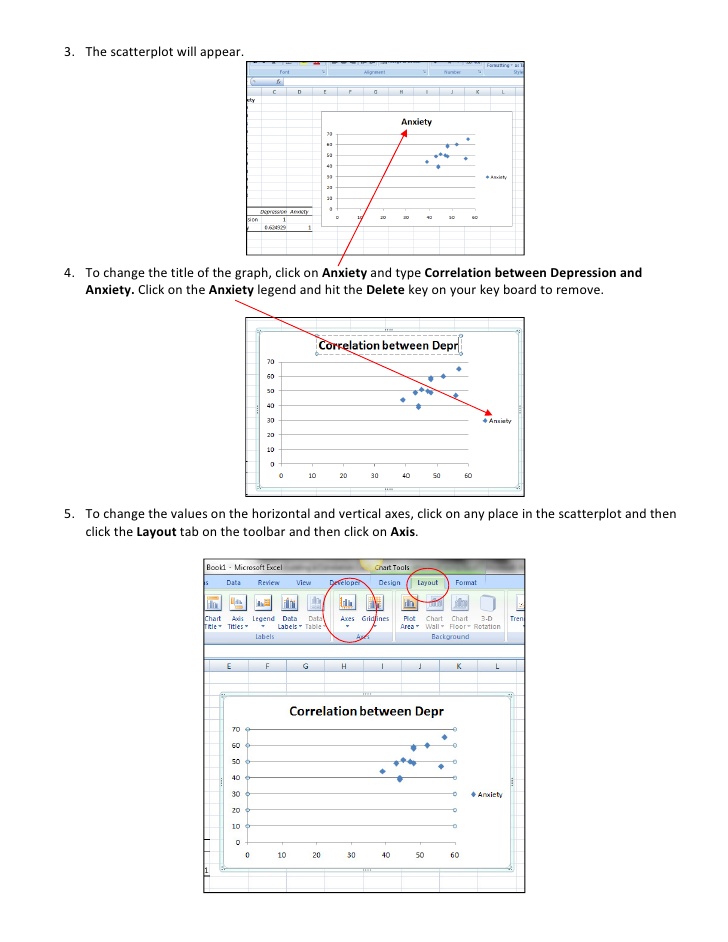 3. The scatterplot will appear.
Formatting
Font Alignment Number
fx
C D E F G H I J K L
Anxiety
70
60
50
40
30
20
10
0
0 10 20 30 40 50 60
Anxiety
Depression Anxiety
1
0.624929 1
4. To change the title of the graph, click on Anxiety and type Correlation between Depression and
Anxiety. Click on the Anxiety legend and hit the Delete key on your key board to remove.
Correlation between Depr
70
60
50
40
30
20
10
0
0 10 20 30 40 50 60
Anxiety
5. To change the values on the horizontal and vertical axes, click on any place in the scatterplot and then
click the Layout tab on the toolbar and then click on Axis.
Book1 - Microsoft Excel Chart Tools
Data Review View Developer Design Layout Format
Chart Axis Legend Data Data Axes Gridlines Plot Chart Chart 3-D
Title Titles Labels Table Area Wall Floor Rotation
Labels Axes Background
E F G H I J K L
Correlation between Depr
70
60
50
40
30
20
10
0
0 10 20 30 40 50 60
Anxiety
1